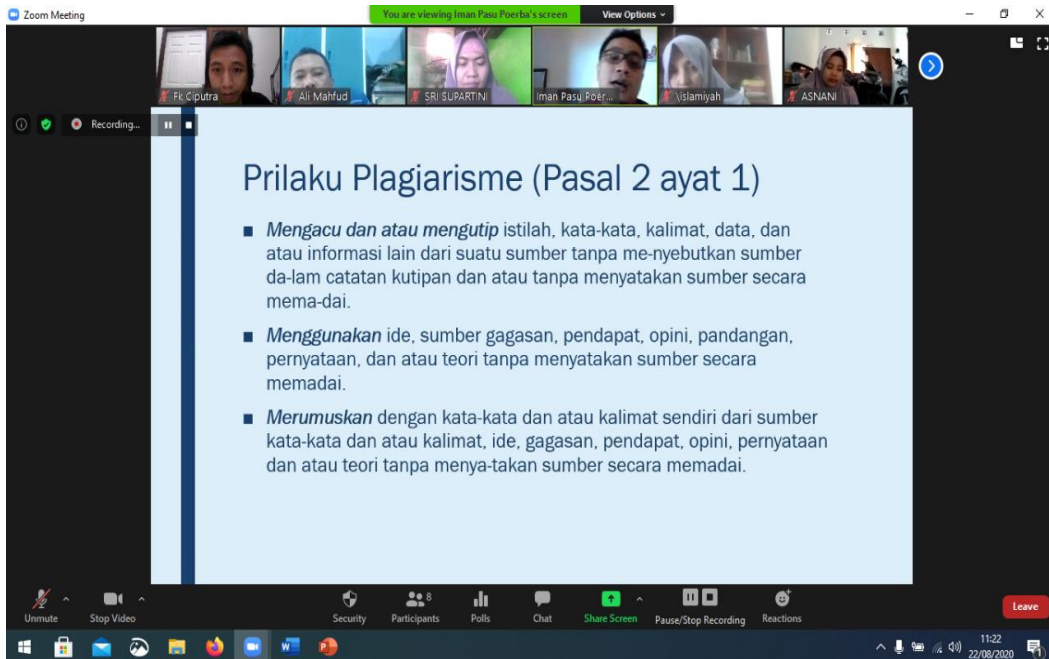 Zoom Meeting
You are viewing Iman Pasu Poerba's screen
View Options
Fk Ciputra
Ali Mahfud
SRI SUPARTINI
Iman Pasu Poer...
islamiyah
ASNANI
Recording...
Prilaku Plagiarisme (Pasal 2 ayat 1)
Mengacu dan atau mengutip istilah, kata-kata, kalimat, data, dan
atau informasi lain dari suatu sumber tanpa me-nyebutkan sumber
da-lam catatan kutipan dan atau tanpa menyatakan sumber secara
mema-dai.
Menggunakan ide, sumber gagasan, pendapat, opini, pandangan,
pernyataan, dan atau teori tanpa menyatakan sumber secara
memadai.
Merumuskan dengan kata-kata dan atau kalimat sendiri dari sumber
kata-kata dan atau kalimat, ide, gagasan, pendapat, opini, pernyataan
dan atau teori tanpa menya-takan sumber secara memadai.
Unmute
Stop Video
Security
Participants
8
Polls
Chat
Share Screen
Pause/Stop Recording
Reactions
Leave
11:22
22/08/2020